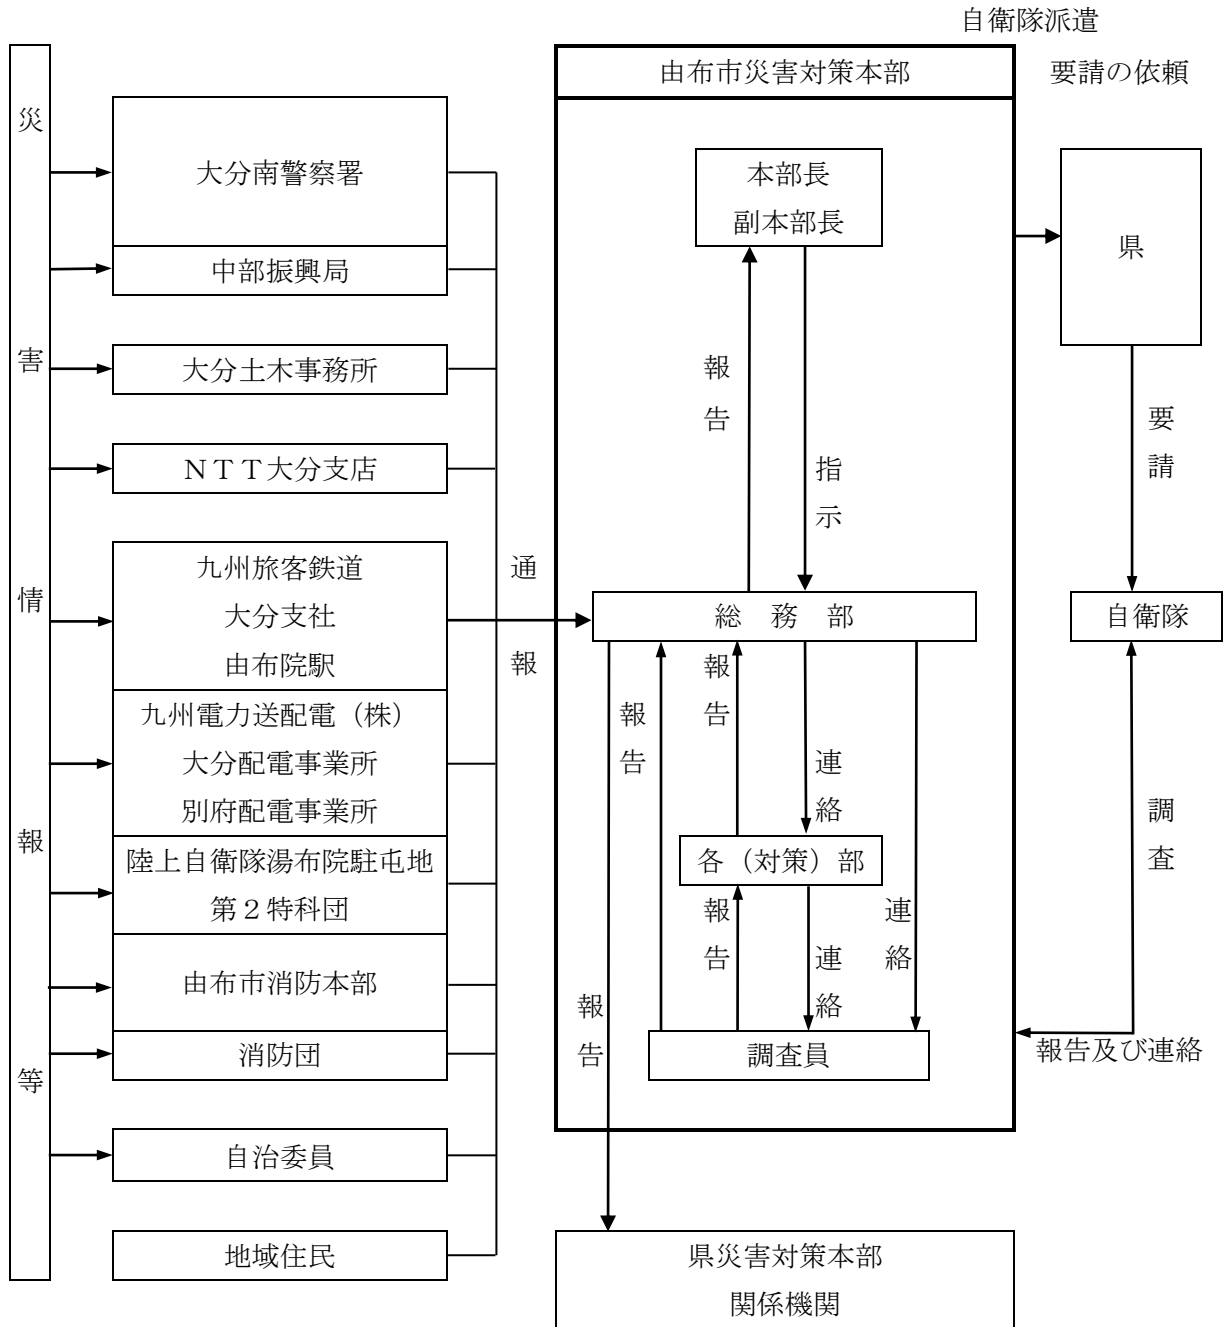 自衛隊派遣
要請の依頼
災害情報等
大分南警察署
中部振興局
大分土木事務所
ＮＴＴ大分支店
九州旅客鉄道
大分支社
由布院駅
九州電力送配電（株）
大分配電事業所
別府配電事業所
陸上自衛隊湯布院駐屯地
第２特科団
由布市消防本部
消防団
自治委員
地域住民
通報
由布市災害対策本部
本部長
副本部長
報告
指示
総　務　部
報告
報告
連絡
各（対策）部
報告
連絡
連絡
調査員
報告
県災害対策本部
関係機関
県
要請
自衛隊
調査
報告及び連絡